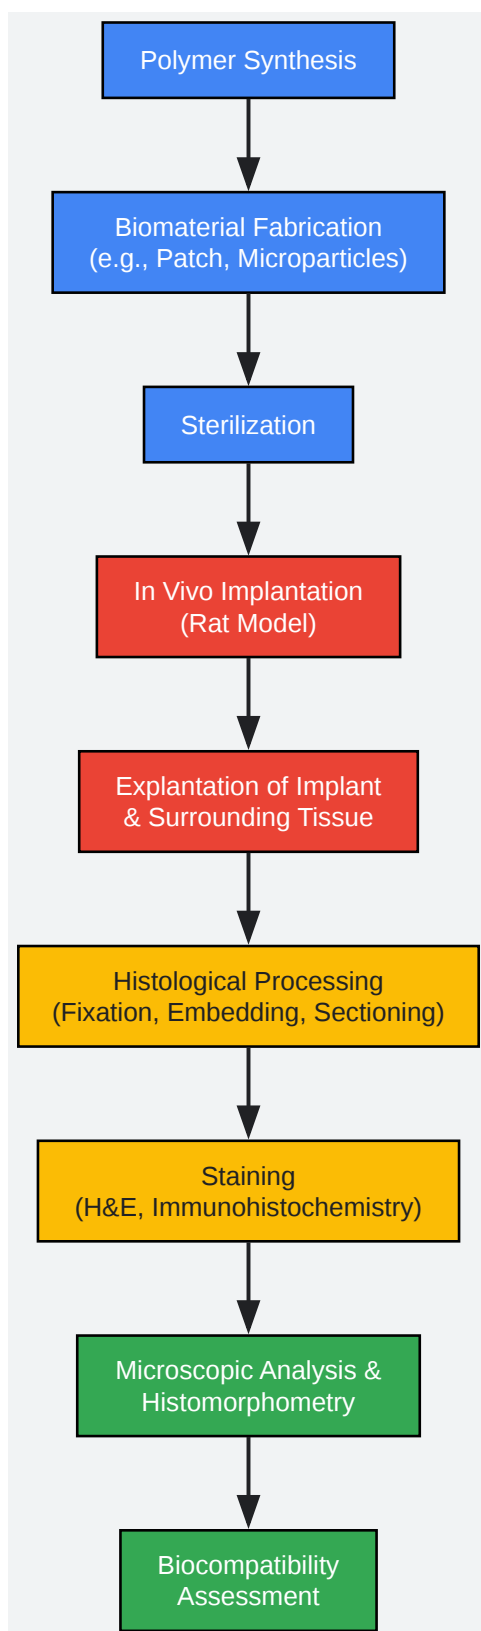 Polymer Synthesis
Biomaterial Fabrication
(e.g., Patch, Microparticles)
Sterilization
In Vivo Implantation
(Rat Model)
Explantation of Implant
& Surrounding Tissue
Histological Processing
(Fixation, Embedding, Sectioning)
Staining
(H&E, Immunohistochemistry)
Microscopic Analysis &
Histomorphometry
Biocompatibility
Assessment